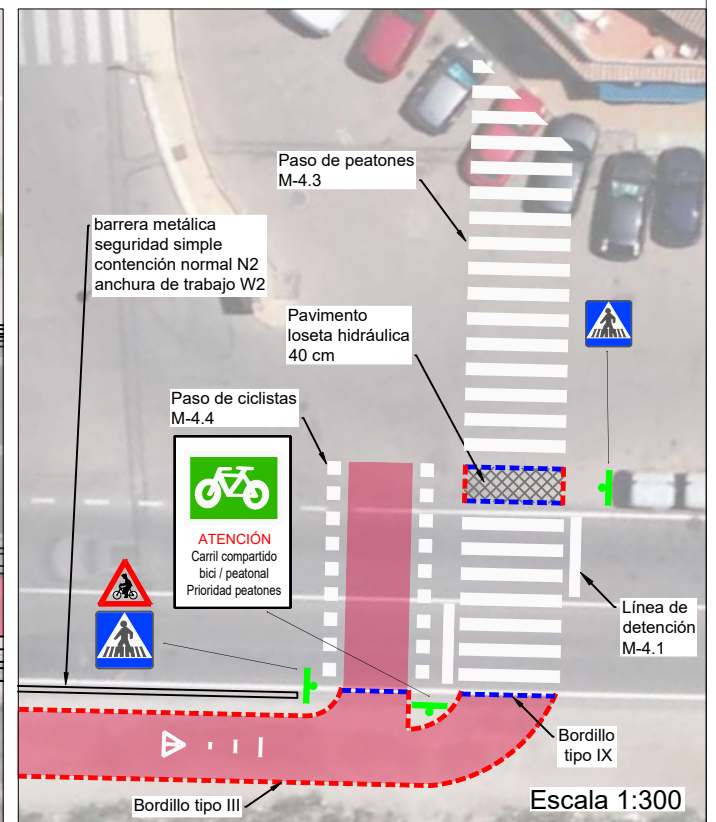 Paso de peatones
M-4.3
barrera metálica
seguridad simple
contención normal N2
anchura de trabajo W2
Pavimento
loseta hidráulica
40 cm
Paso de ciclistas
M-4.4
ATENCIÓN
Carril compartido
bici / peatonal
Prioridad peatones
Línea de
detención
M-4.1
Bordillo
tipo IX
Bordillo tipo III
Escala 1:300